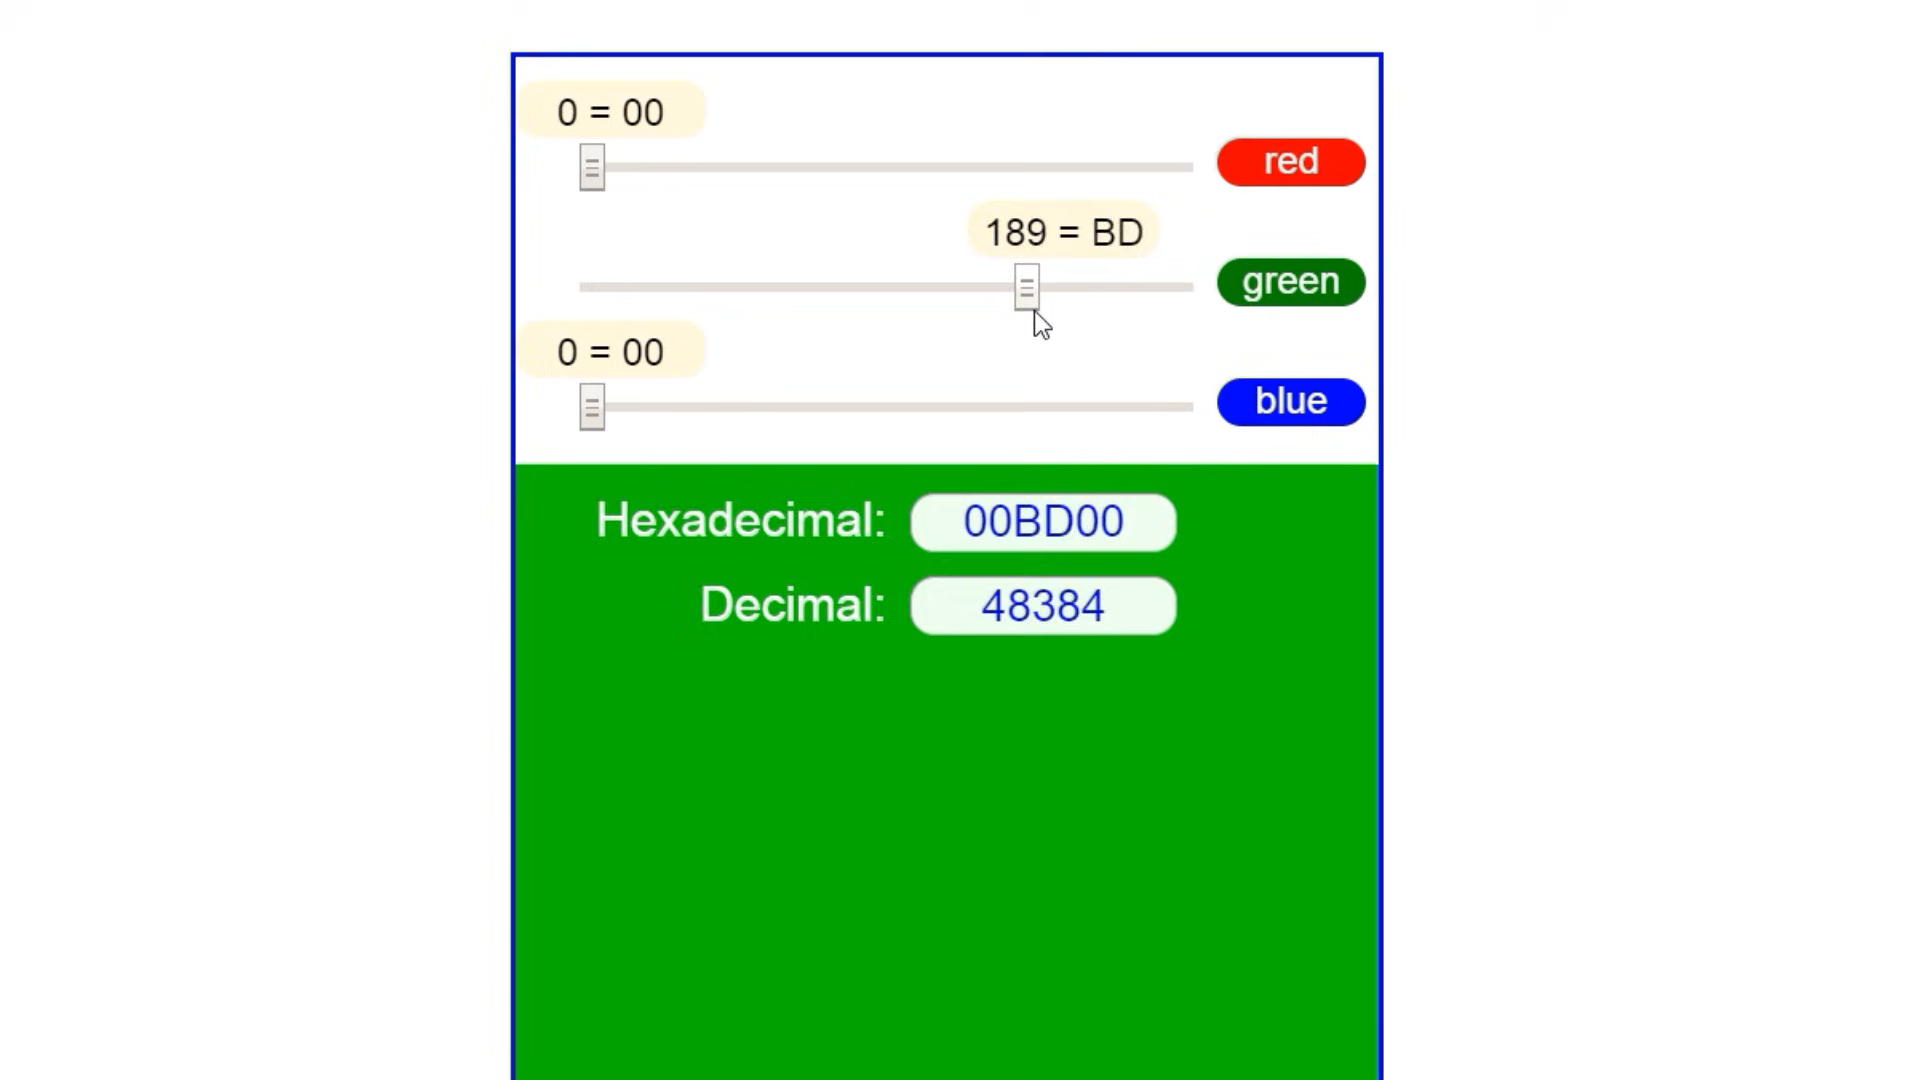 0 = 00
red
189 = BD
green
0 = 00
blue
Hexadecimal: 00BD00
Decimal: 48384